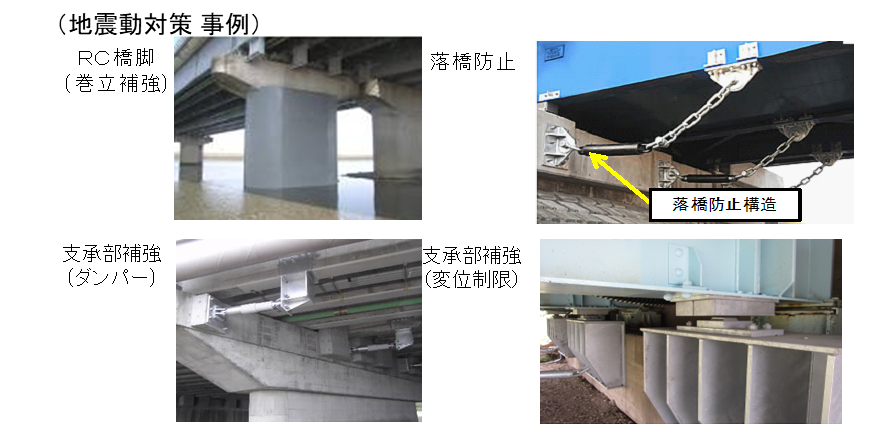 （地震動対策 事例）
ＲＣ橋脚
（巻立補強）
落橋防止
落橋防止構造
支承部補強
（ダンパー）
支承部補強
（変位制限）